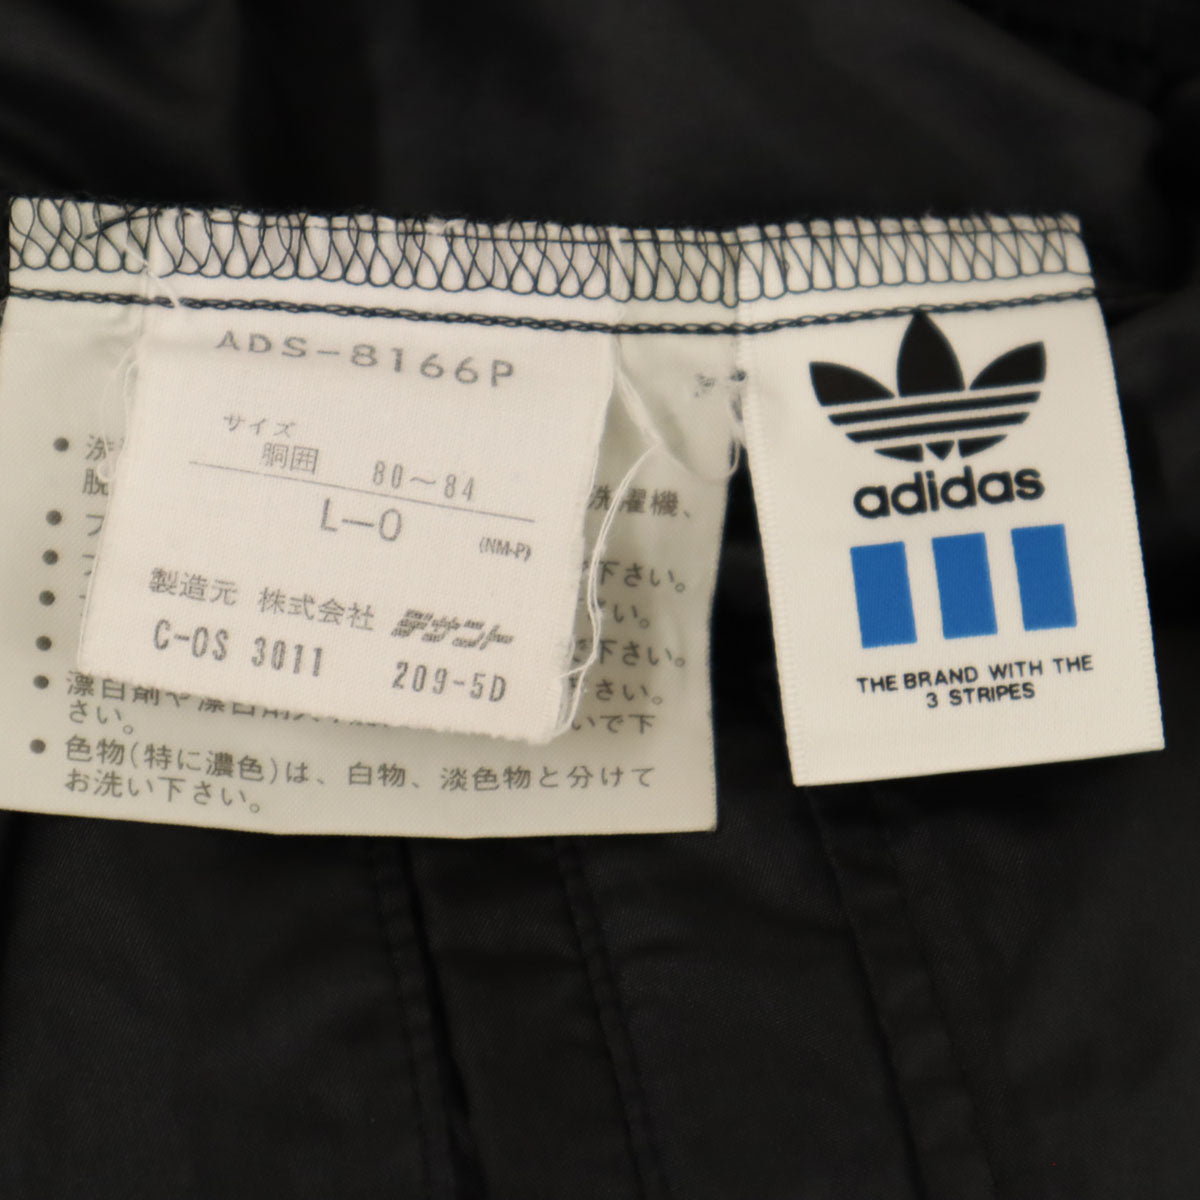 ADS-8166P
サイズ
胴囲 80〜84
L-O
(NM-P)
製造元 株式会社 デサント
C-OS 3011 209-5D
洗濯機、
下さい。
さい。
下さい。
さい。
漂白剤や漂白剤
いで下
さい。
色物(特に濃色)は、白物、淡色物と分けて
お洗い下さい。
adidas
THE BRAND WITH THE
3 STRIPES